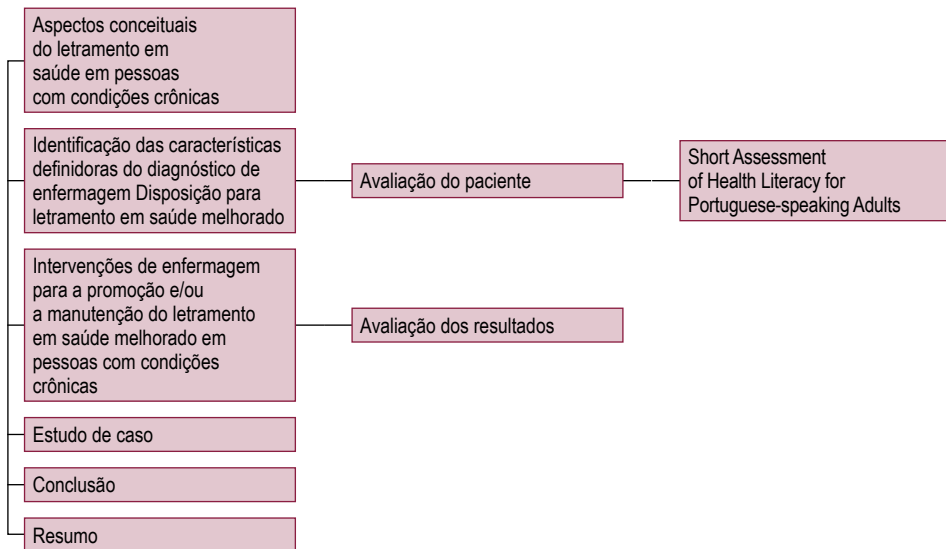 Aspectos conceituais
do letramento em
saúde em pessoas
com condições crônicas
Identificação das características
definidoras do diagnóstico de
enfermagem Disposição para
letramento em saúde melhorado
Avaliação do paciente
Short Assessment
of Health Literacy for
Portuguese-speaking Adults
Intervenções de enfermagem
para a promoção e/ou
a manutenção do letramento
em saúde melhorado em
pessoas com condições
crônicas
Avaliação dos resultados
Estudo de caso
Conclusão
Resumo